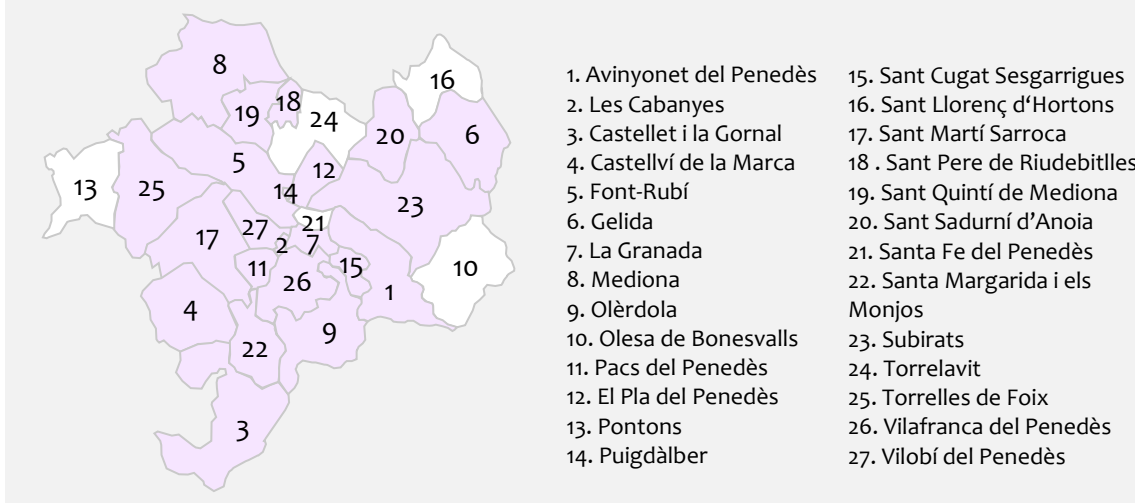 8
16
18
19
24
20
6
5
12
13
25
14
23
21
27
17
2
7
15
11
10
26
1
4
9
22
3
1. Avinyonet del Penedès
2. Les Cabanyes
3. Castellet i la Gornal
4. Castellví de la Marca
5. Font-Rubí
6. Gelida
7. La Granada
8. Mediona
9. Olèrdola
10. Olesa de Bonesvalls
11. Pacs del Penedès
12. El Pla del Penedès
13. Pontons
14. Puigdàlber
15. Sant Cugat Sesgarrigues
16. Sant Llorenç d‘Hortons
17. Sant Martí Sarroca
18 . Sant Pere de Riudebitlles
19. Sant Quintí de Mediona
20. Sant Sadurní d’Anoia
21. Santa Fe del Penedès
22. Santa Margarida i els
Monjos
23. Subirats
24. Torrelavit
25. Torrelles de Foix
26. Vilafranca del Penedès
27. Vilobí del Penedès